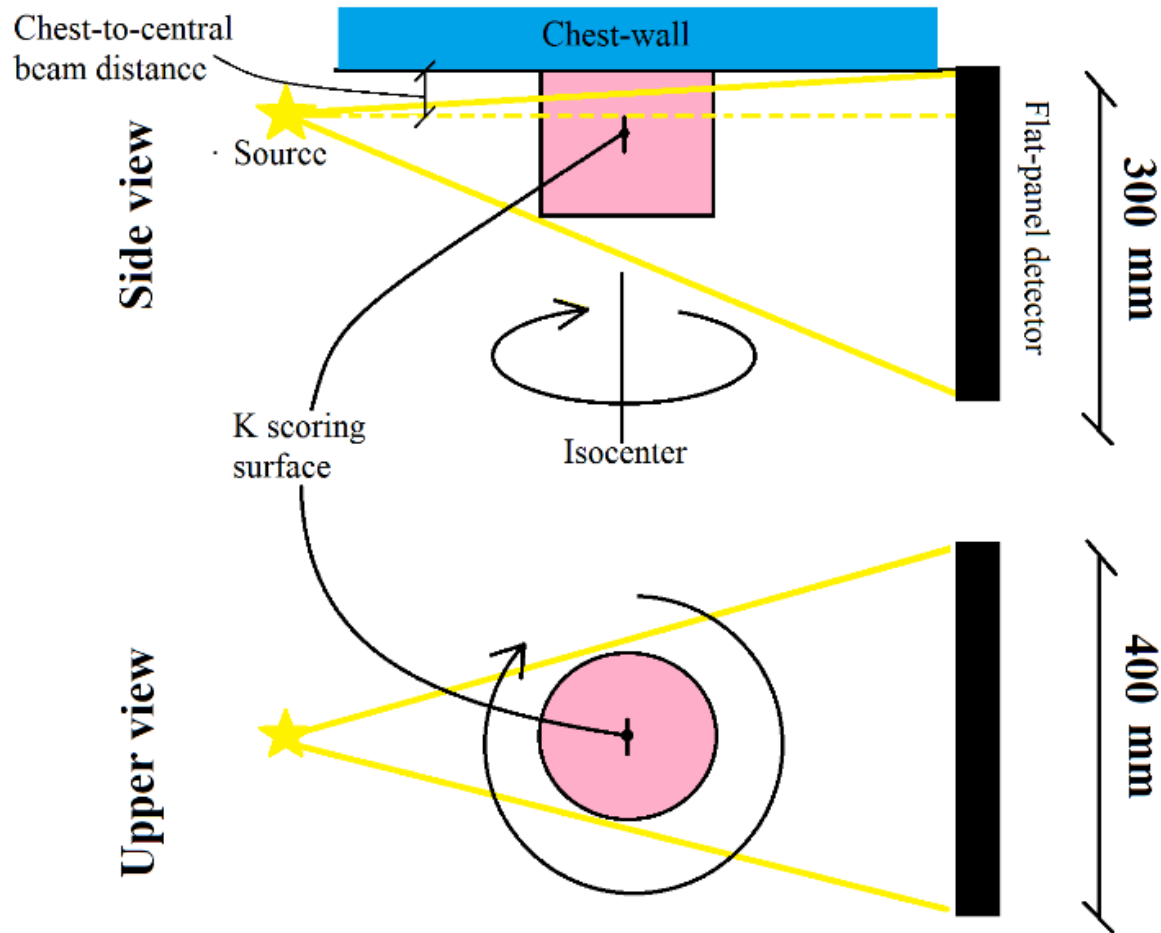 Chest-to-central
beam distance
Chest-wall
Source
Side view
Flat-panel detector
300 mm
K scoring
surface
Isocenter
Upper view
400 mm